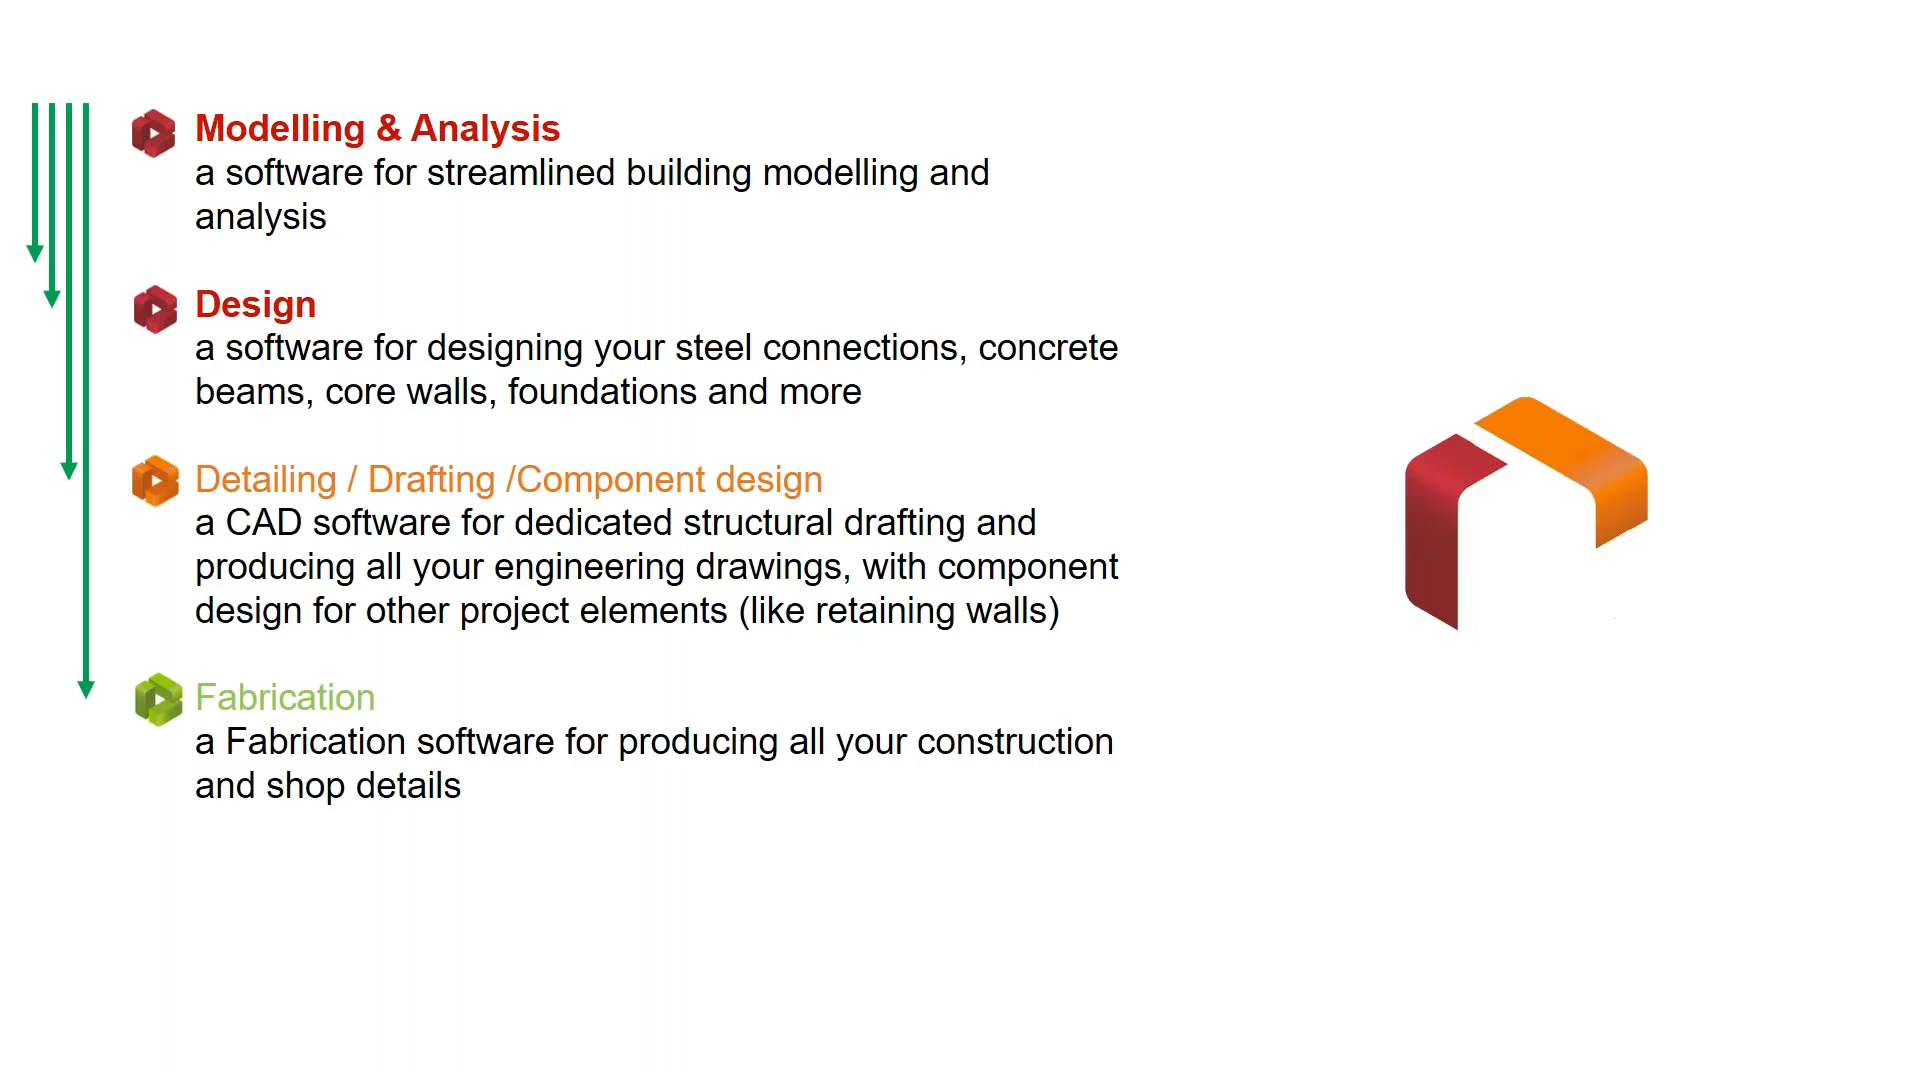 Modelling & Analysis
a software for streamlined building modelling and
analysis
Design
a software for designing your steel connections, concrete
beams, core walls, foundations and more
Detailing / Drafting /Component design
a CAD software for dedicated structural drafting and
producing all your engineering drawings, with component
design for other project elements (like retaining walls)
Fabrication
a Fabrication software for producing all your construction
and shop details